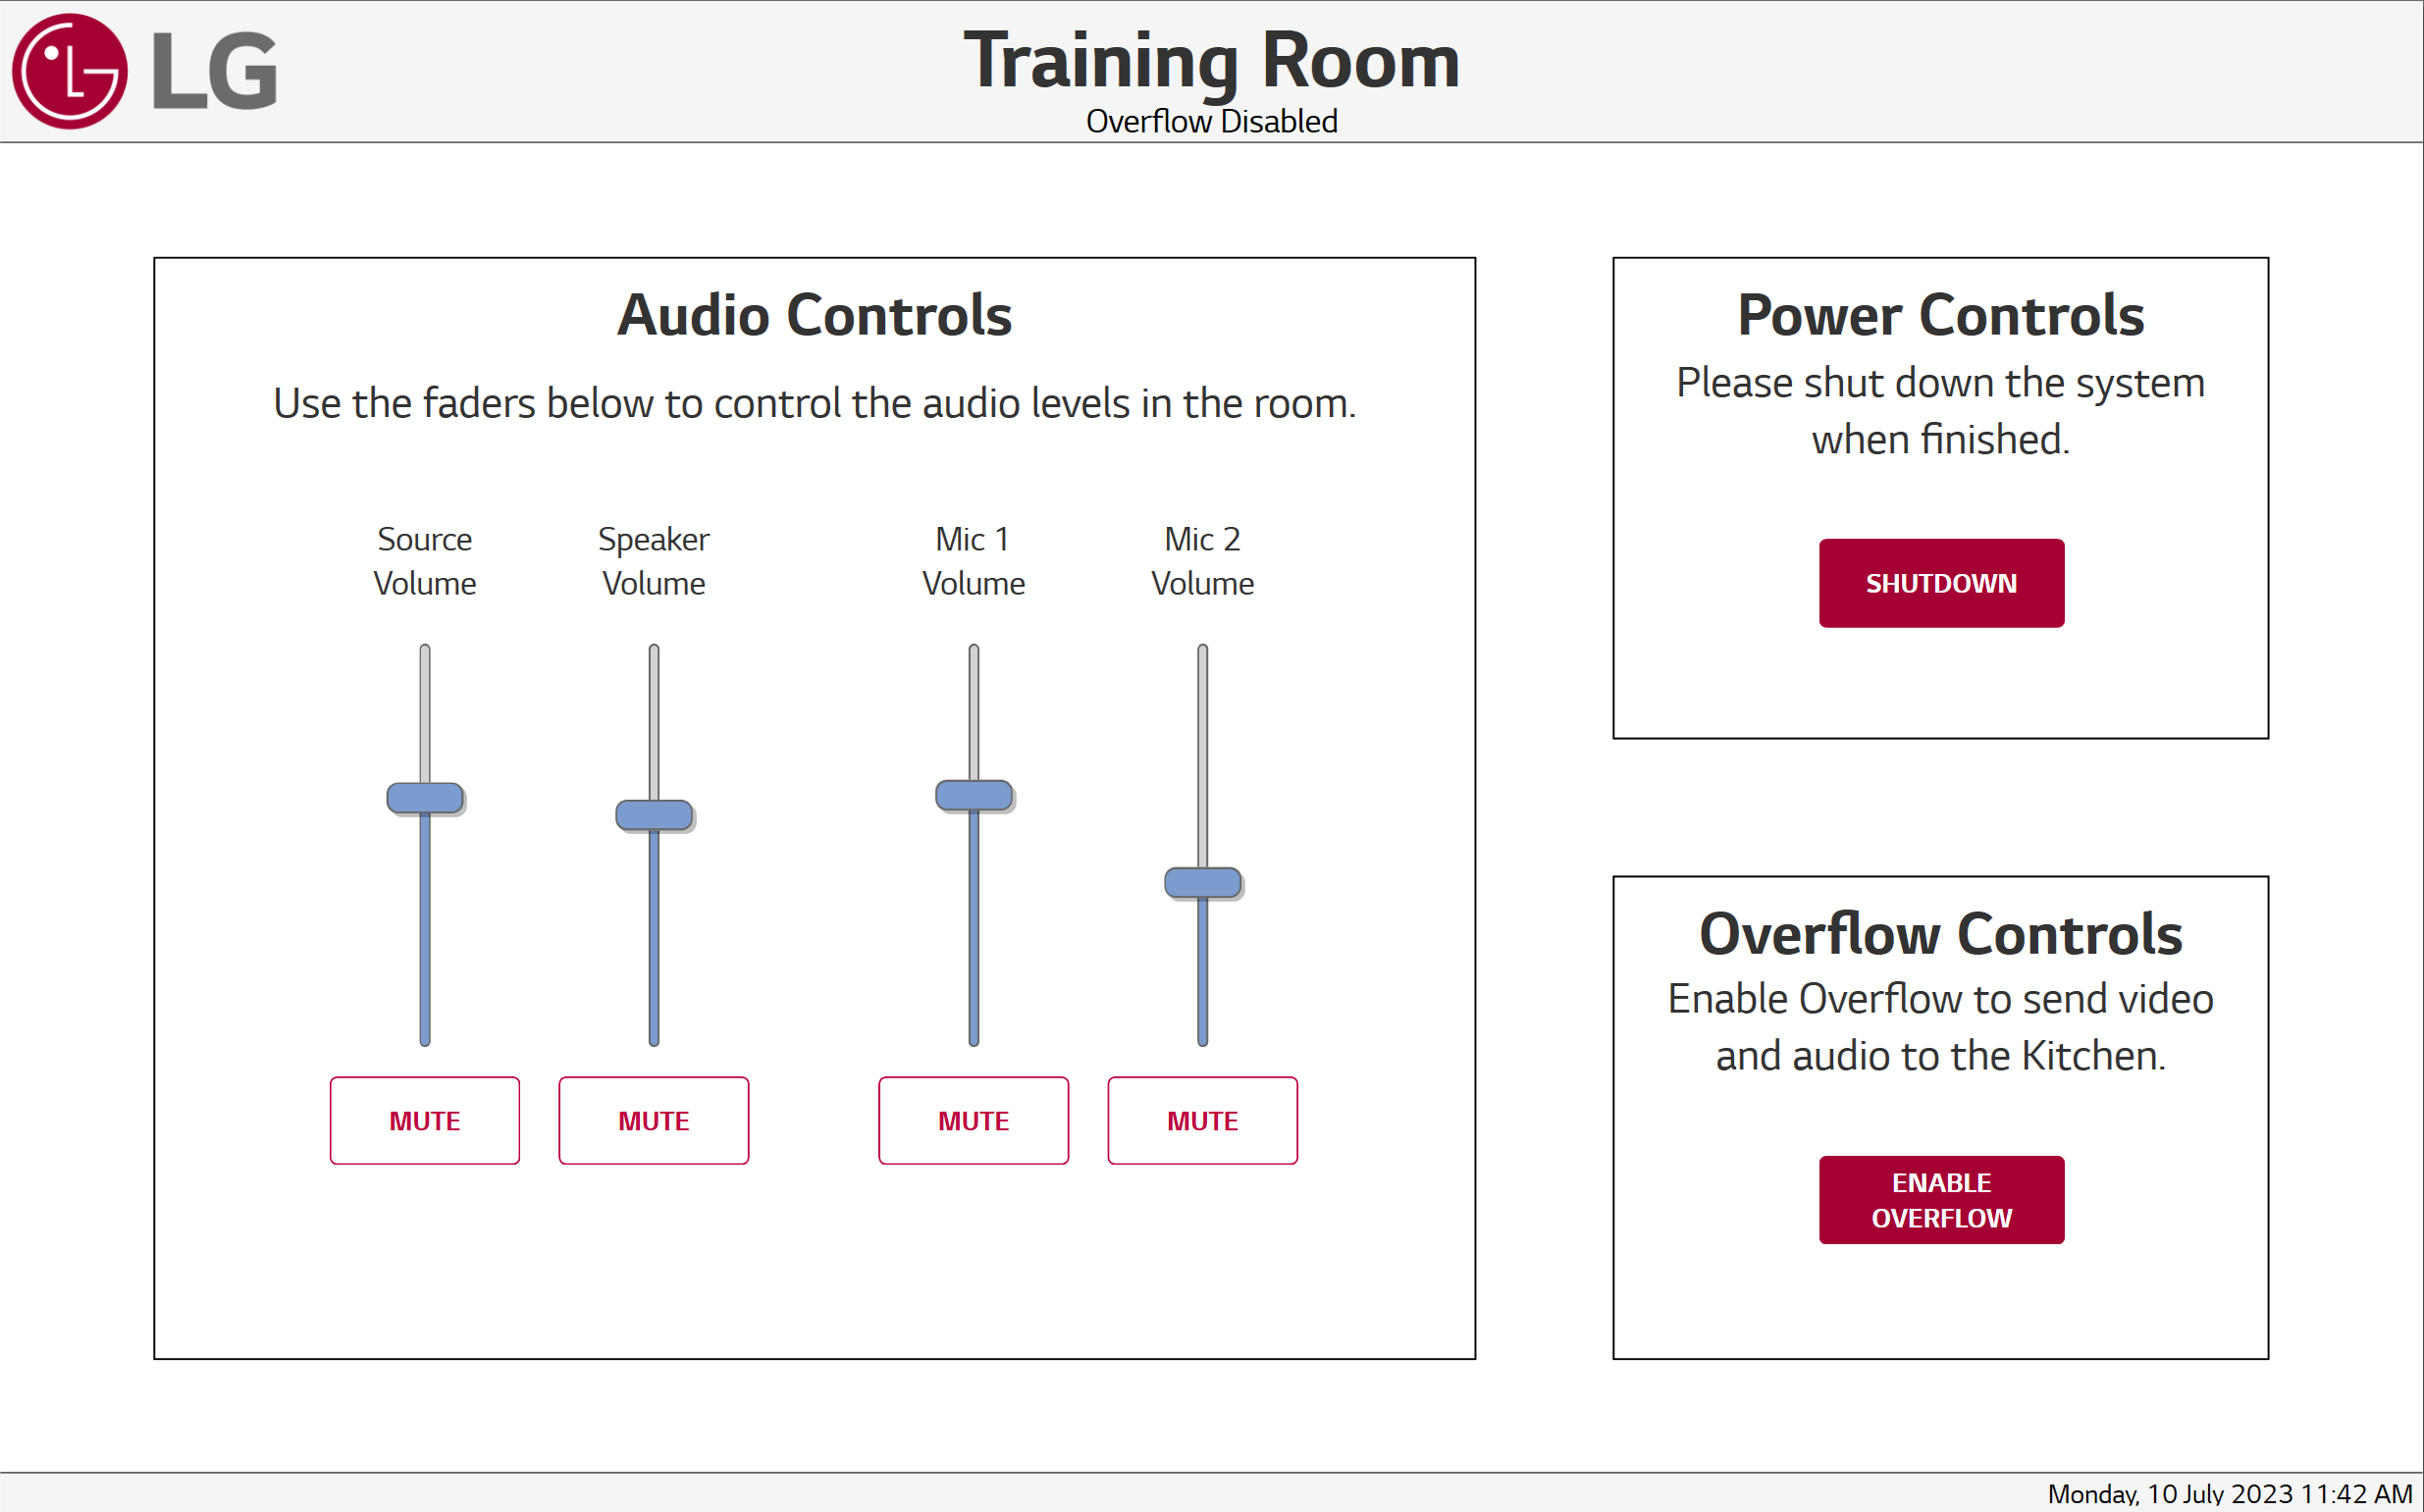 LG
Training Room
Overflow Disabled
Audio Controls
Use the faders below to control the audio levels in the room.
Source
Volume
Speaker
Volume
Mic 1
Volume
Mic 2
Volume
MUTE
MUTE
MUTE
MUTE
Power Controls
Please shut down the system
when finished.
SHUTDOWN
Overflow Controls
Enable Overflow to send video
and audio to the Kitchen.
ENABLE
OVERFLOW
Monday, 10 July 2023 11:42 AM